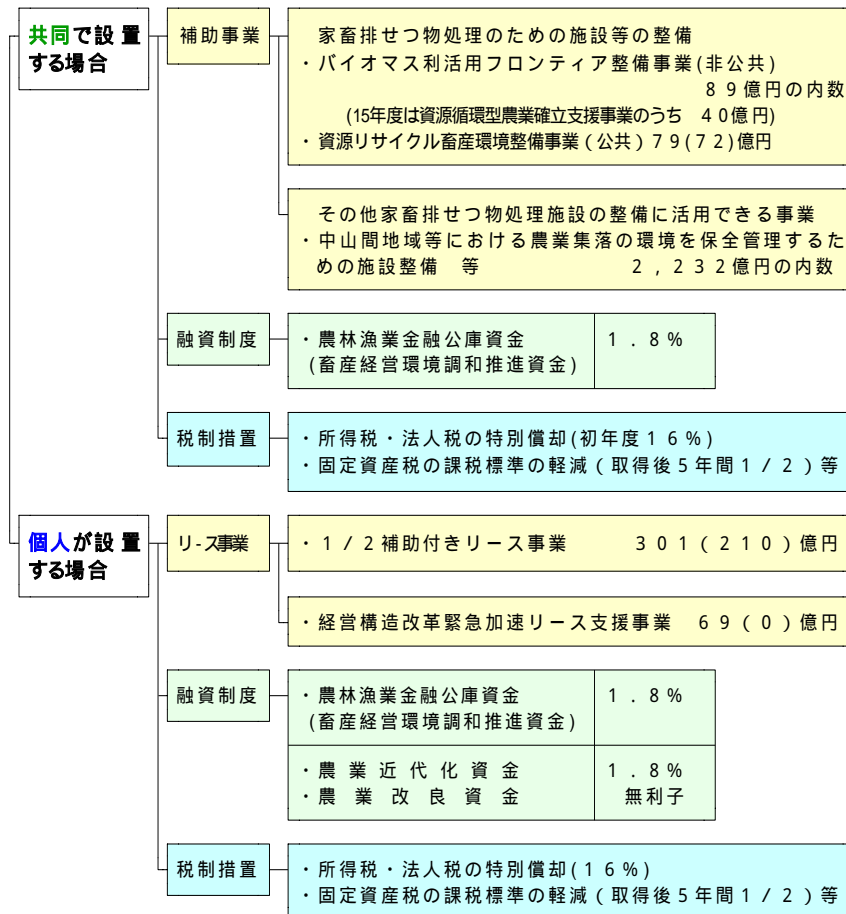 共同で設置
する場合
補助事業
家畜排せつ物処理のための施設等の整備
・バイオマス利活用フロンティア整備事業(非公共)
89億円の内数
(15年度は資源循環型農業確立支援事業のうち 40億円)
・資源リサイクル畜産環境整備事業(公共)79(72)億円
その他家畜排せつ物処理施設の整備に活用できる事業
・中山間地域等における農業集落の環境を保全管理するた
めの施設整備 等 2,232億円の内数
融資制度
・農林漁業金融公庫資金 1.8%
(畜産経営環境調和推進資金)
税制措置
・所得税・法人税の特別償却(初年度16%)
・固定資産税の課税標準の軽減(取得後5年間1/2)等
個人が設置
する場合
リ-ス事業
・1/2補助付きリース事業 301(210)億円
・経営構造改革緊急加速リース支援事業 69(0)億円
融資制度
・農林漁業金融公庫資金 1.8%
(畜産経営環境調和推進資金)
・農業近代化資金 1.8%
・農業改良資金 無利子
税制措置
・所得税・法人税の特別償却(16%)
・固定資産税の課税標準の軽減(取得後5年間1/2)等